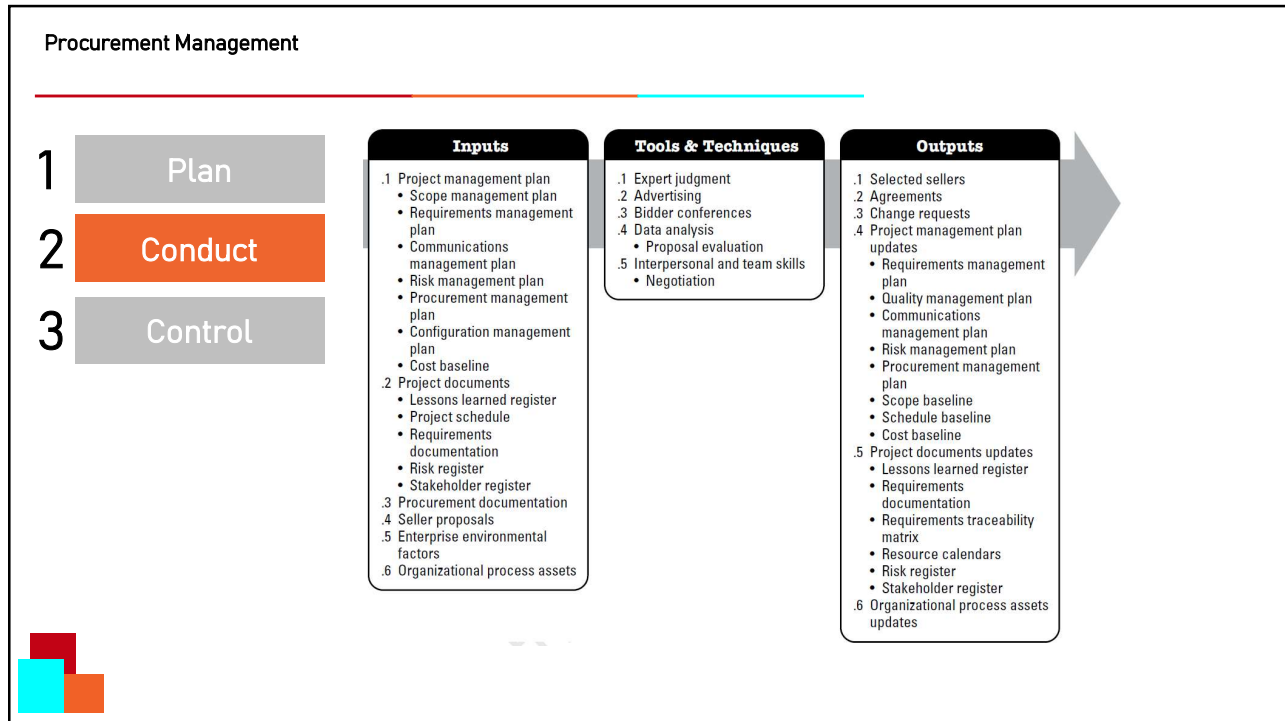 Procurement Management
1
Plan
2
Conduct
3
Control
Inputs
.1 Project management plan
• Scope management plan
• Requirements management
plan
• Communications
management plan
• Risk management plan
• Procurement management
plan
• Configuration management
plan
• Cost baseline
.2 Project documents
• Lessons learned register
• Project schedule
• Requirements
documentation
• Risk register
• Stakeholder register
.3 Procurement documentation
.4 Seller proposals
.5 Enterprise environmental
factors
.6 Organizational process assets
Tools & Techniques
.1 Expert judgment
.2 Advertising
.3 Bidder conferences
.4 Data analysis
• Proposal evaluation
.5 Interpersonal and team skills
• Negotiation
Outputs
.1 Selected sellers
.2 Agreements
.3 Change requests
.4 Project management plan
updates
• Requirements management
plan
• Quality management plan
• Communications
management plan
• Risk management plan
• Procurement management
plan
• Scope baseline
• Schedule baseline
• Cost baseline
.5 Project documents updates
• Lessons learned register
• Requirements
documentation
• Requirements traceability
matrix
• Resource calendars
• Risk register
• Stakeholder register
.6 Organizational process assets
updates